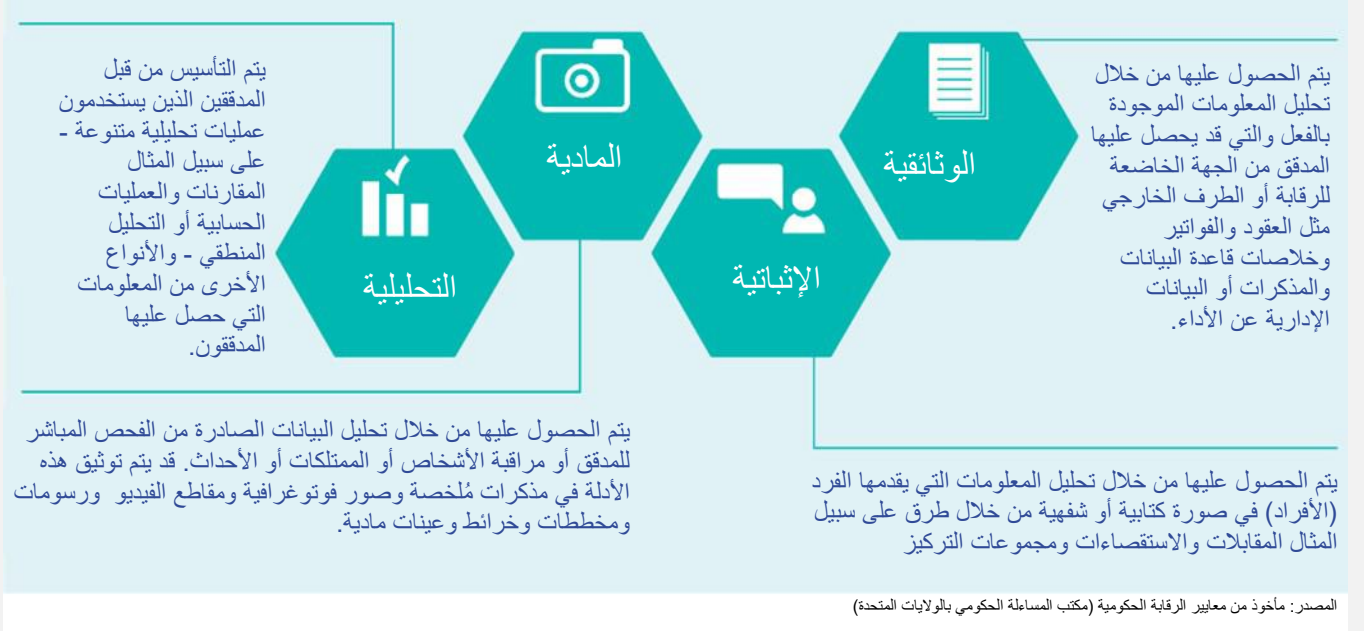 الوثائقية
يتم الحصول عليها من خلال
تحليل المعلومات الموجودة
بالفعل والتي قد يحصل عليها
المدقق من الجهة الخاضعة
للرقابة أو الطرف الخارجي
مثل العقود والفواتير
وخلاصات قاعدة البيانات
والمذكرات أو البيانات
الإدارية عن الأداء.
الإثباتية
يتم الحصول عليها من خلال تحليل المعلومات التي يقدمها الفرد
(الأفراد) في صورة كتابية أو شفهية من خلال طرق على سبيل
المثال المقابلات والاستقصاءات ومجموعات التركيز
المادية
يتم الحصول عليها من خلال تحليل البيانات الصادرة من الفحص المباشر
للمدقق أو مراقبة الأشخاص أو الممتلكات أو الأحداث. قد يتم توثيق هذه
الأدلة في مذكرات مُلخصة وصور فوتوغرافية ومقاطع الفيديو ورسومات
ومخططات وخرائط وعينات مادية.
التحليلية
يتم التأسيس من قبل
المدققين الذين يستخدمون
عمليات تحليلية متنوعة -
على سبيل المثال
المقارنات والعمليات
الحسابية أو التحليل
المنطقي - والأنواع
الأخرى من المعلومات
التي حصل عليها
المدققون.
المصدر: مأخوذ من معايير الرقابة الحكومية (مكتب المساءلة الحكومي بالولايات المتحدة)